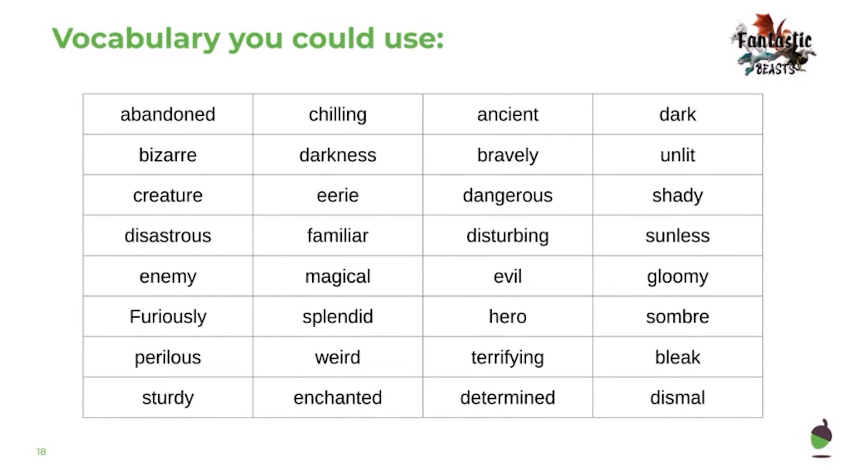 Vocabulary you could use:
Fantastic
BEASTS
abandoned chilling ancient dark
bizarre darkness bravely unlit
creature eerie dangerous shady
disastrous familiar disturbing sunless
enemy magical evil gloomy
Furiously splendid hero sombre
perilous weird terrifying bleak
sturdy enchanted determined dismal
18